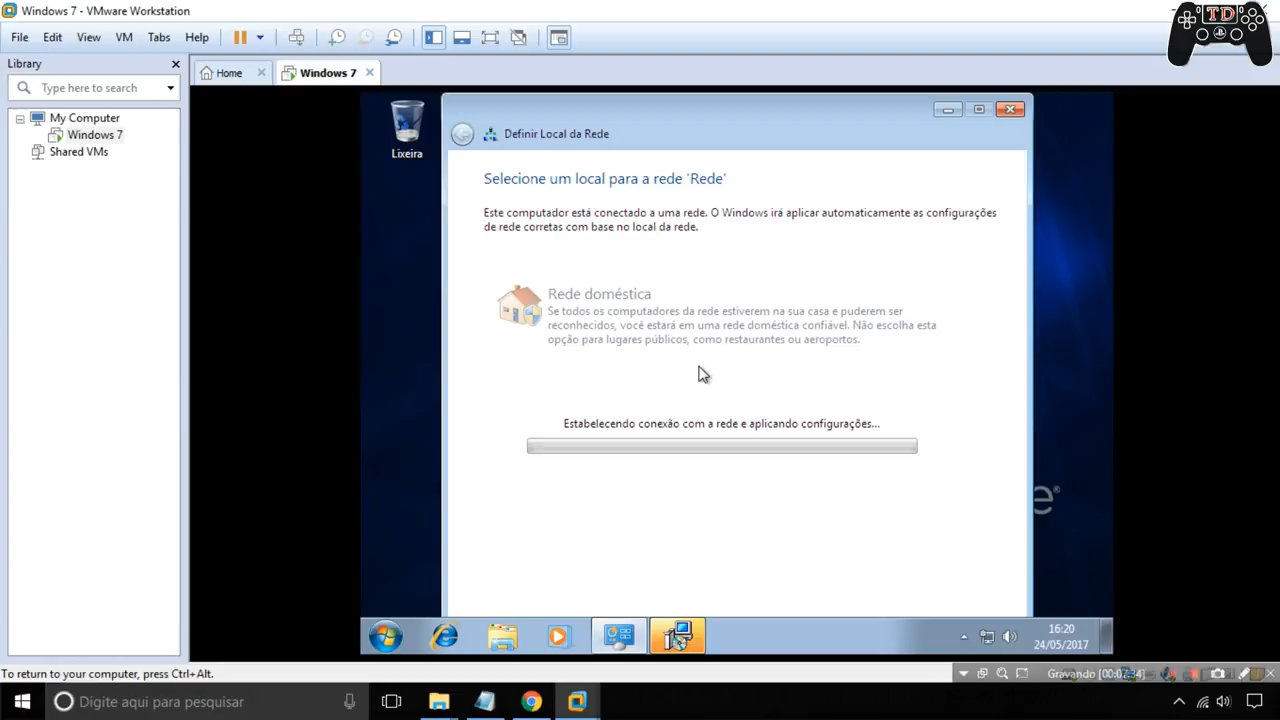 Windows 7 - VMware Workstation
TD
File Edit View VM Tabs Help
Library
Home
Windows 7
Type here to search
My Computer
Windows 7
Shared VMs
Lixeira
Definir Local da Rede
Selecione um local para a rede 'Rede'
Este computador está conectado a uma rede. O Windows irá aplicar automaticamente as configurações
de rede corretas com base no local da rede.
Rede doméstica
Se todos os computadores da rede estiverem na sua casa e puderem ser
reconhecidos, você estará em uma rede doméstica confiável. Não escolha esta
opção para lugares públicos, como restaurantes ou aeroportos.
Estabelecendo conexão com a rede e aplicando configurações...
e®
16:20
24/05/2017
To return to your computer, press Ctrl+Alt.
Gravando [00:07:34]
Digite aqui para pesquisar